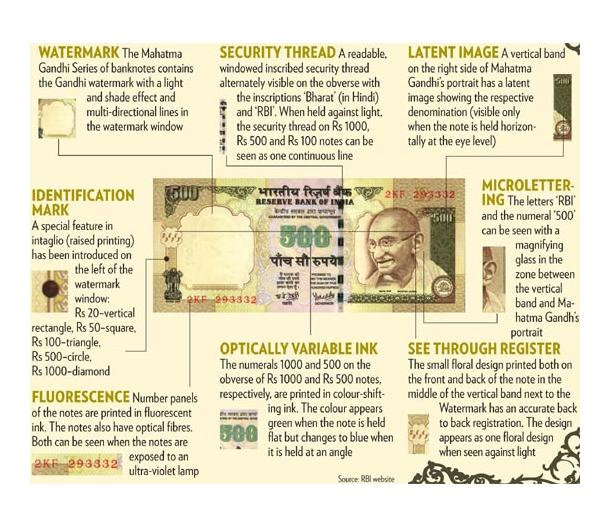 WATERMARK The Mahatma
Gandhi Series of banknotes contains
the Gandhi watermark with a light
and shade effect and
multi-directional lines in
the watermark window
SECURITY THREAD A readable,
windowed inscribed security thread
alternately visible on the obverse with
the inscriptions 'Bharat' (in Hindi)
and 'RBI'. When held against light,
the security thread on Rs 1000,
Rs 500 and Rs 100 notes can be
seen as one continuous line
LATENT IMAGE A vertical band
on the right side of Mahatma
Gandhi's portrait has a latent
image showing the respective
denomination (visible only
when the note is held horizon-
tally at the eye level)
500
IDENTIFICATION
MARK
A special feature in
intaglio (raised printing)
has been introduced on
the left of the
watermark
window:
Rs 20-vertical
rectangle, Rs 50-square,
Rs 100-triangle,
Rs 500-circle,
Rs 1000-diamond
500
भारतीय रिज़र्व बैंक
RESERVE BANK OF INDIA
2KF 293332
500
500
पाँच सौ रुपये
2KF 293332
MICROLETTER-
ING The letters 'RBI'
and the numeral '500'
can be seen with a
magnifying
glass in the
zone between
the vertical
band and Ma-
hatma Gandh's
portrait
FLUORESCENCE Number panels
of the notes are printed in fluorescent
ink. The notes also have optical fibres.
Both can be seen when the notes are
exposed to an
ultra-violet lamp
2KF 293332
OPTICALLY VARIABLE INK
The numerals 1000 and 500 on the
obverse of Rs 1000 and Rs 500 notes,
respectively, are printed in colour-shift-
ing ink. The colour appears
green when the note is held
flat but changes to blue when
it is held at an angle
500
SEE THROUGH REGISTER
The small floral design printed both on
the front and back of the note in the
middle of the vertical band next to the
Watermark has an accurate back
to back registration. The design
appears as one floral design
when seen against light
Source: RBI website